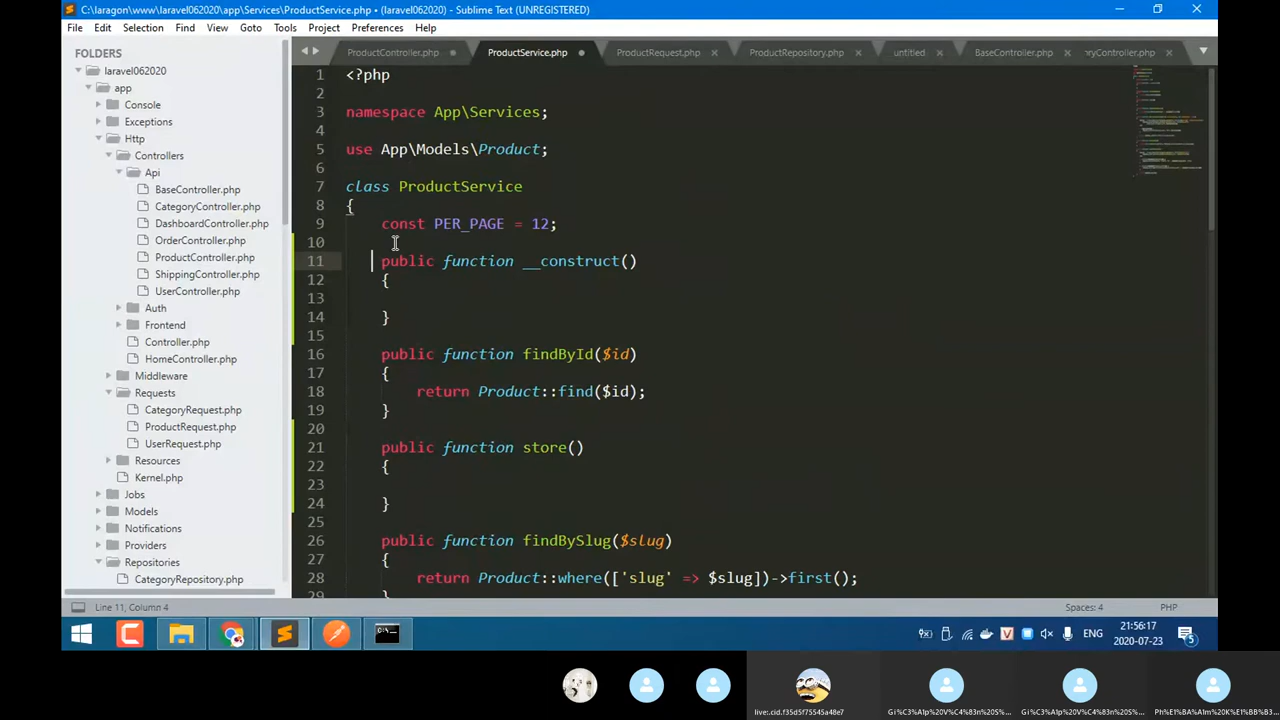 C:\laragon\www\laravel062020\app\Services\ProductService.php • (laravel062020) - Sublime Text (UNREGISTERED)
File Edit Selection Find View Goto Tools Project Preferences Help
FOLDERS
laravel062020
app
Console
Exceptions
Http
Controllers
Api
BaseController.php
CategoryController.php
DashboardController.php
OrderController.php
ProductController.php
ShippingController.php
UserController.php
Auth
Frontend
Controller.php
HomeController.php
Middleware
Requests
CategoryRequest.php
ProductRequest.php
UserRequest.php
Resources
Kernel.php
Jobs
Models
Notifications
Providers
Repositories
CategoryRepository.php
ProductController.php ProductService.php ProductRequest.php ProductRepository.php untitled BaseController.php ryController.php
1 <?php
2
3 namespace App\Services;
4
5 use App\Models\Product;
6
7 class ProductService
8 {
9 const PER_PAGE = 12;
10
11 public function __construct()
12 {
13
14 }
15
16 public function findById($id)
17 {
18 return Product::find($id);
19 }
20
21 public function store()
22 {
23
24 }
25
26 public function findBySlug($slug)
27 {
28 return Product::where(['slug' => $slug])->first();
29 }
Line 11, Column 4 Spaces: 4 PHP
ENG
21:56:17
2020-07-23
5
live:.cid.f35d5f75545a48e7